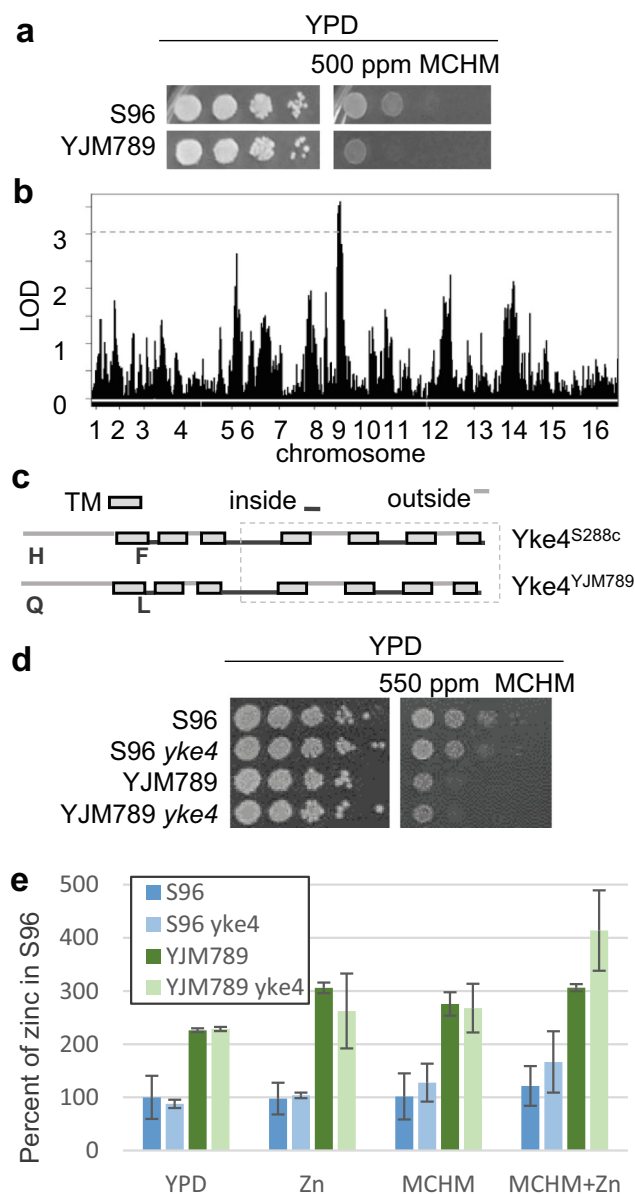 a
YPD
500 ppm MCHM
S96
YJM789
b
3
2
1
0
LOD
1 2 3 4 5 6 7 8 9 10 11 12 13 14 15 16
chromosome
c
TM inside outside
Yke4S288c
H F
Yke4YJM789
Q L
d
YPD
550 ppm MCHM
S96
S96 yke4
YJM789
YJM789 yke4
e
Percent of zinc in S96
500
400
300
200
100
0
S96
S96 yke4
YJM789
YJM789 yke4
YPD Zn MCHM MCHM+Zn